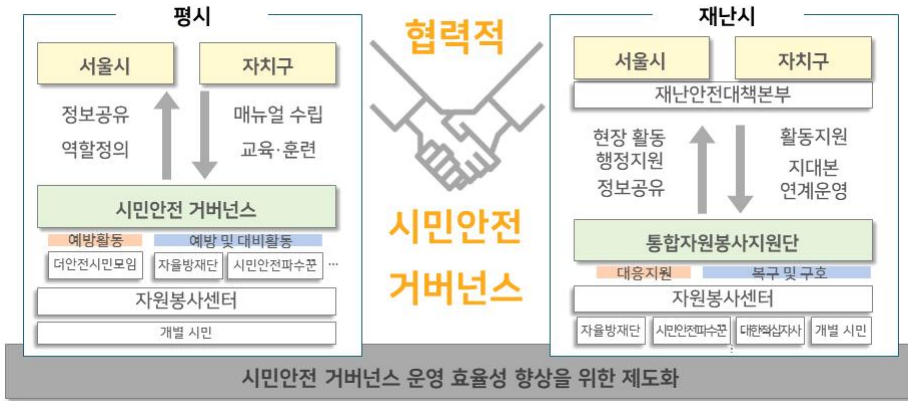 평시
서울시
자치구
정보공유
역할정의
매뉴얼 수립
교육·훈련
시민안전 거버넌스
예방활동
예방 및 대비활동
더안전시민모임
자율방재단
시민안전파수꾼
...
자원봉사센터
개별 시민
협력적
시민안전
거버넌스
재난시
서울시
자치구
재난안전대책본부
현장 활동
행정지원
정보공유
활동지원
지대본
연계운영
통합자원봉사지원단
대응지원
복구 및 구호
자원봉사센터
자율방재단
시민안전파수꾼
대한적십자사
개별 시민
시민안전 거버넌스 운영 효율성 향상을 위한 제도화